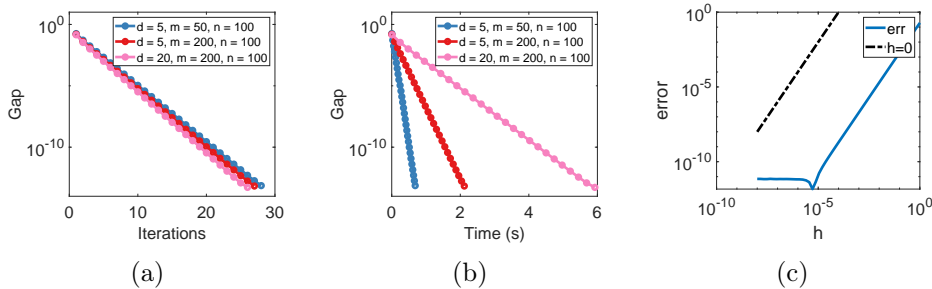 10^0
10^-10
Gap
d = 5, m = 50, n = 100
d = 5, m = 200, n = 100
d = 20, m = 200, n = 100
0 10 20 30
Iterations
(a)
10^0
10^-10
Gap
d = 5, m = 50, n = 100
d = 5, m = 200, n = 100
d = 20, m = 200, n = 100
0 2 4 6
Time (s)
(b)
10^0
10^-5
10^-10
error
err
h=0
10^-10 10^-5 10^0
h
(c)